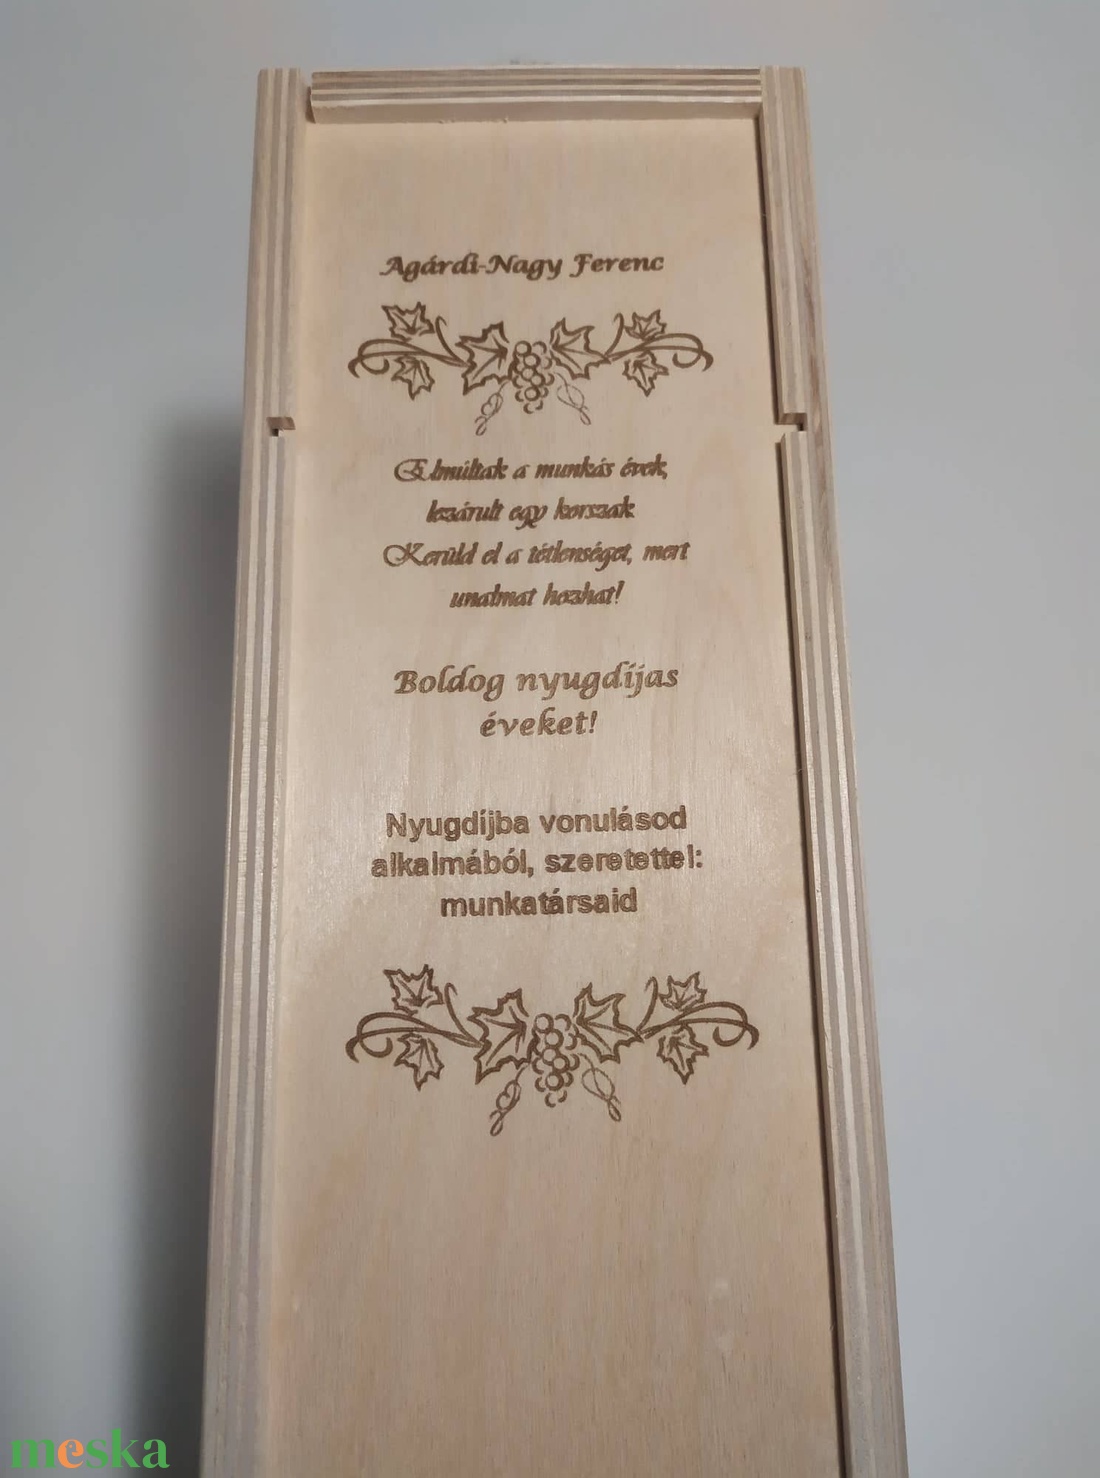 Agárdi-Nagy Ferenc
Elmúltak a munkás évek,
lezárult egy korszak
Kerüld el a tétlenséget, mert
unalmat hozhat!
Boldog nyugdíjas
éveket!
Nyugdíjba vonulásod
alkalmából, szeretettel:
munkatársaid
meska